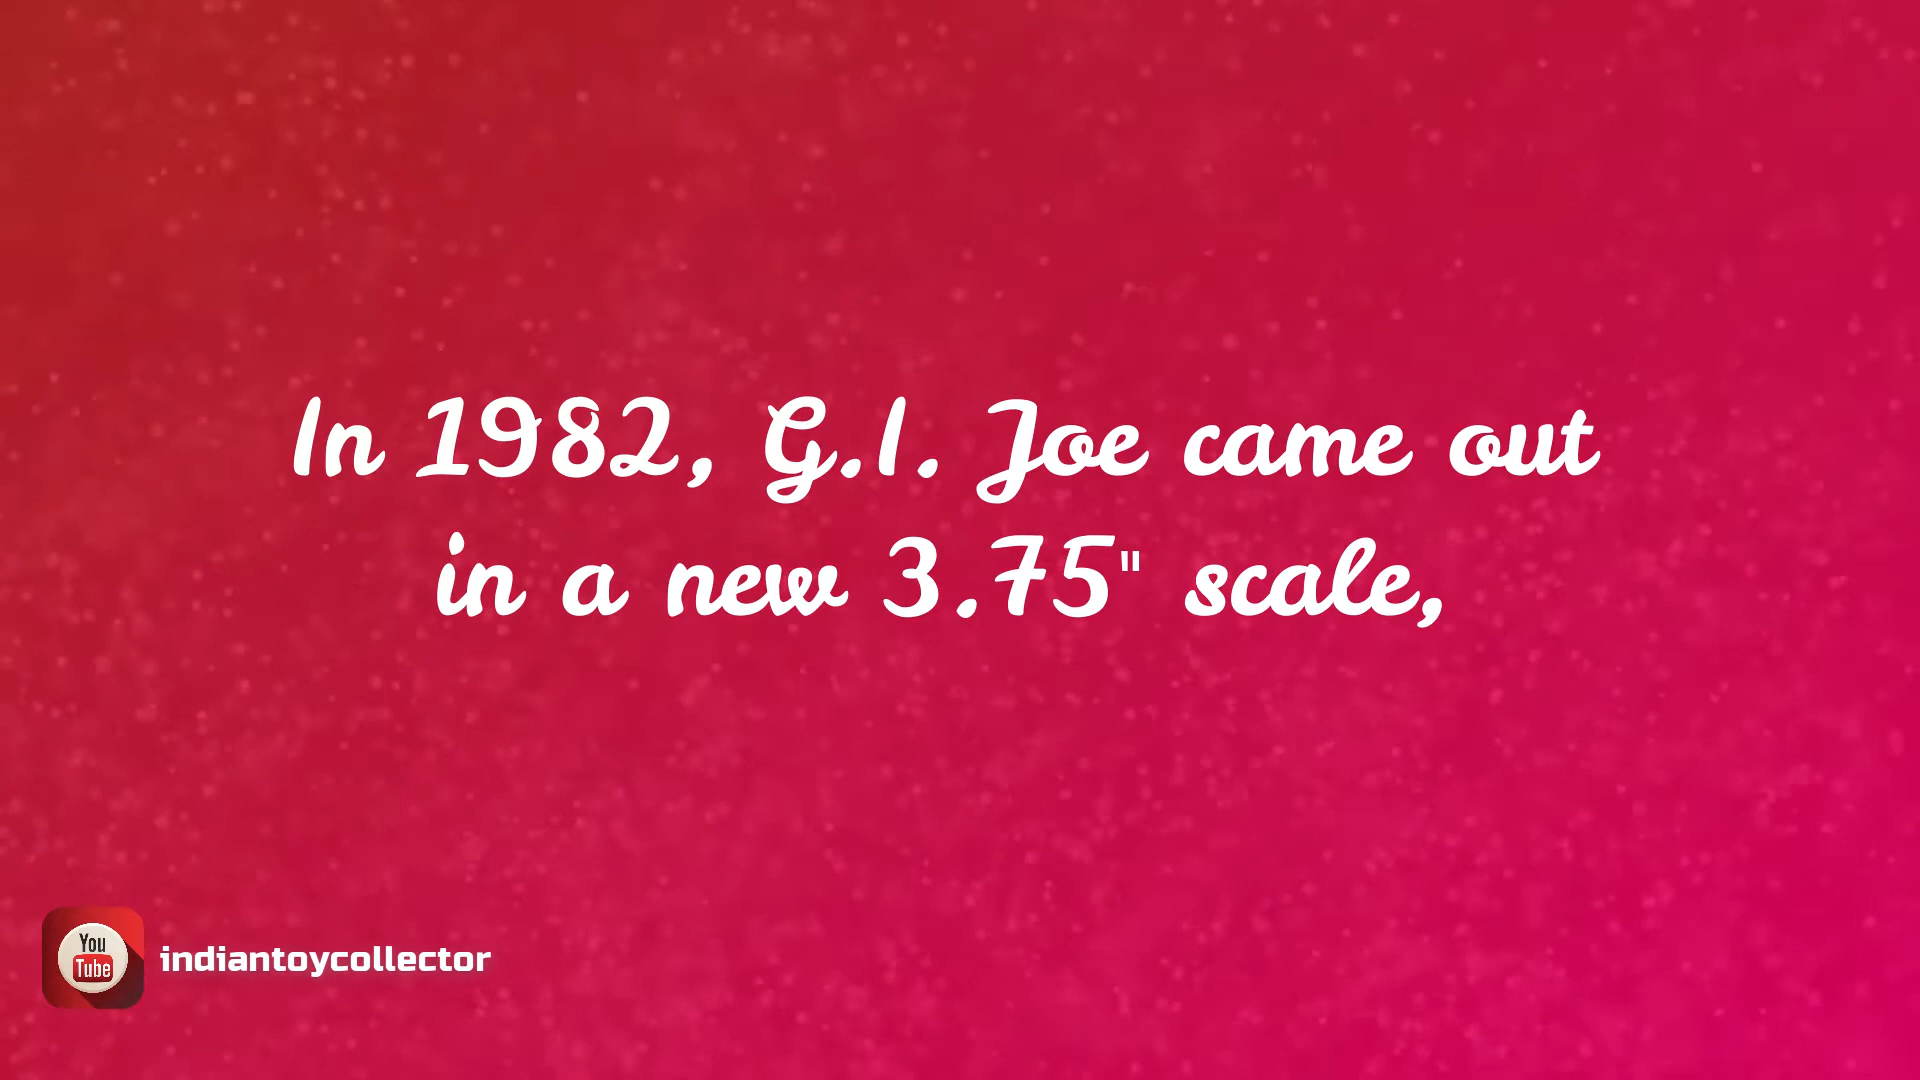 In 1982, G.I. Joe came out
in a new 3.75" scale,
You
Tube
indiantoycollector